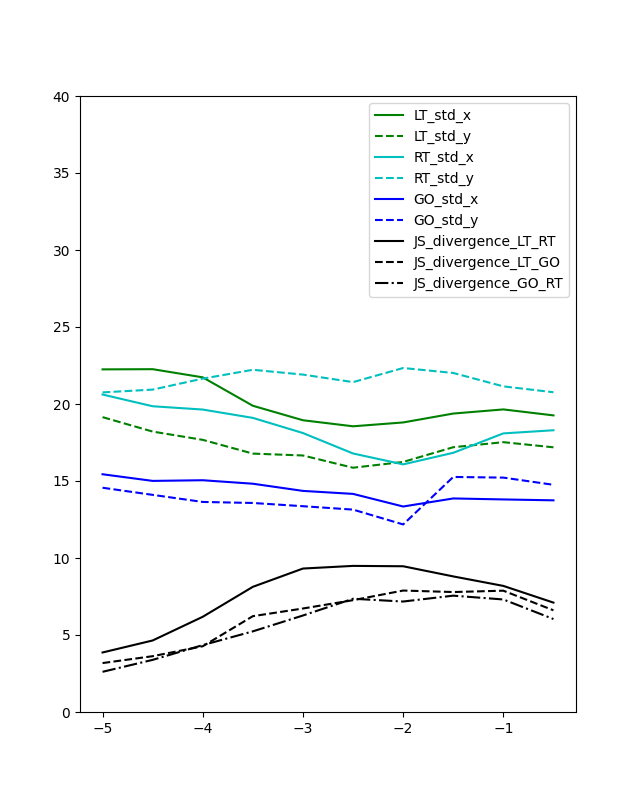 40
35
30
25
20
15
10
5
0
−5
−4
−3
−2
−1
LT_std_x
LT_std_y
RT_std_x
RT_std_y
GO_std_x
GO_std_y
JS_divergence_LT_RT
JS_divergence_LT_GO
JS_divergence_GO_RT